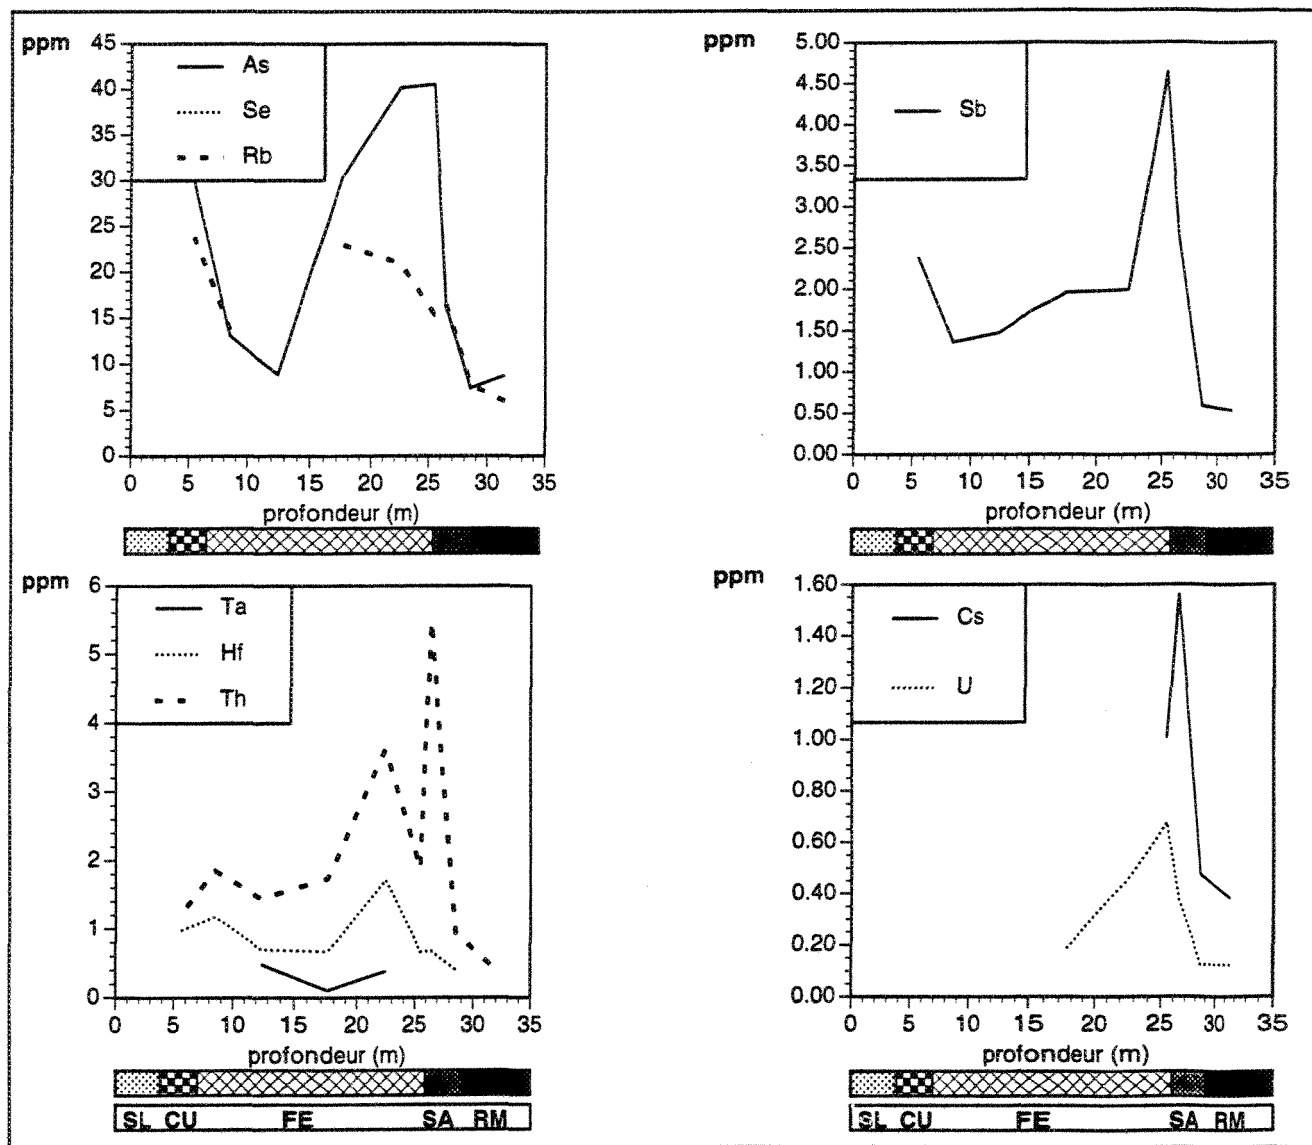 ppm
45
40
35
30
25
20
15
10
5
0
As
Se
Rb
0 5 10 15 20 25 30 35
profondeur (m)
ppm
5.00
4.50
4.00
3.50
3.00
2.50
2.00
1.50
1.00
0.50
0.00
Sb
0 5 10 15 20 25 30 35
profondeur (m)
ppm
6
5
4
3
2
1
0
Ta
Hf
Th
0 5 10 15 20 25 30 35
profondeur (m)
SL CU FE SA RM
ppm
1.60
1.40
1.20
1.00
0.80
0.60
0.40
0.20
0.00
Cs
U
0 5 10 15 20 25 30 35
profondeur (m)
SL CU FE SA RM